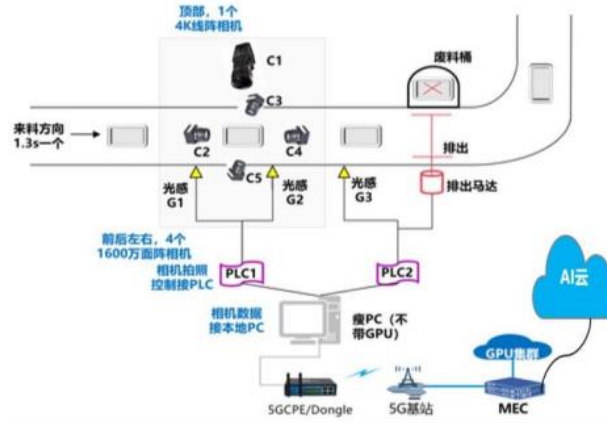 顶部，1个
4K线阵相机
C1
C3
废料桶
来料方向
1.3s一个
C2
C4
排出
C5
光感
G1
光感
G2
光感
G3
排出马达
前后左右，4个
1600万面阵相机
相机拍照
控制接PLC
PLC1
PLC2
AI云
相机数据
接本地PC
瘦PC（不
带GPU）
GPU集群
5GCPE/Dongle
5G基站
MEC